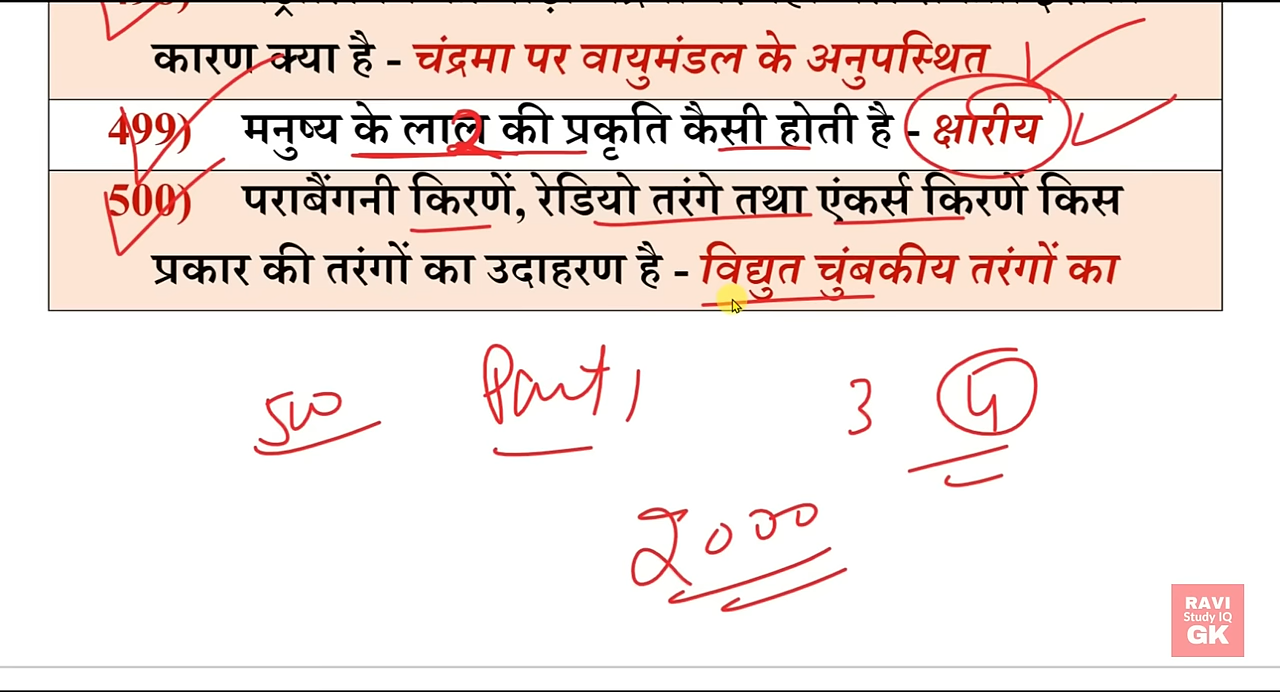 कारण क्या है - चंद्रमा पर वायुमंडल के अनुपस्थित
499) मनुष्य के लाल की प्रकृति कैसी होती है - क्षारीय
500) पराबैंगनी किरणें, रेडियो तरंगे तथा एंकर्स किरणें किस
प्रकार की तरंगों का उदाहरण है - विद्युत चुंबकीय तरंगों का
500 Part 1 3 4
2000
RAVI
Study IQ
GK